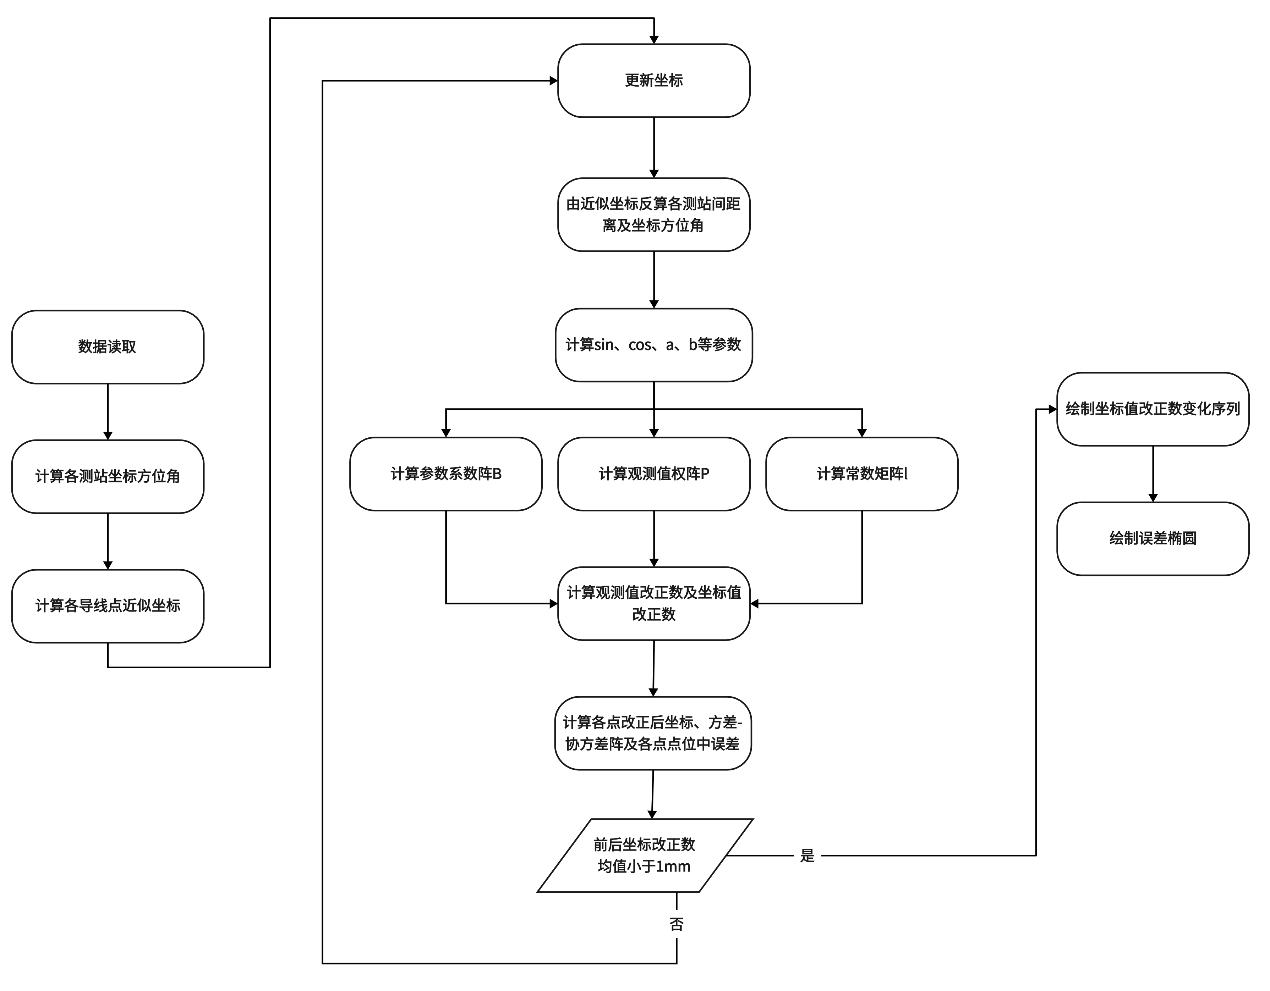 数据读取
计算各测站坐标方位角
计算各导线点近似坐标
更新坐标
由近似坐标反算各测站间距
离及坐标方位角
计算sin、cos、a、b等参数
计算参数系数阵B
计算观测值权阵P
计算常数矩阵l
计算观测值改正数及坐标值
改正数
计算各点改正后坐标、方差-
协方差阵及各点点位中误差
前后坐标改正数
均值小于1mm
是
否
绘制坐标值改正数变化序列
绘制误差椭圆